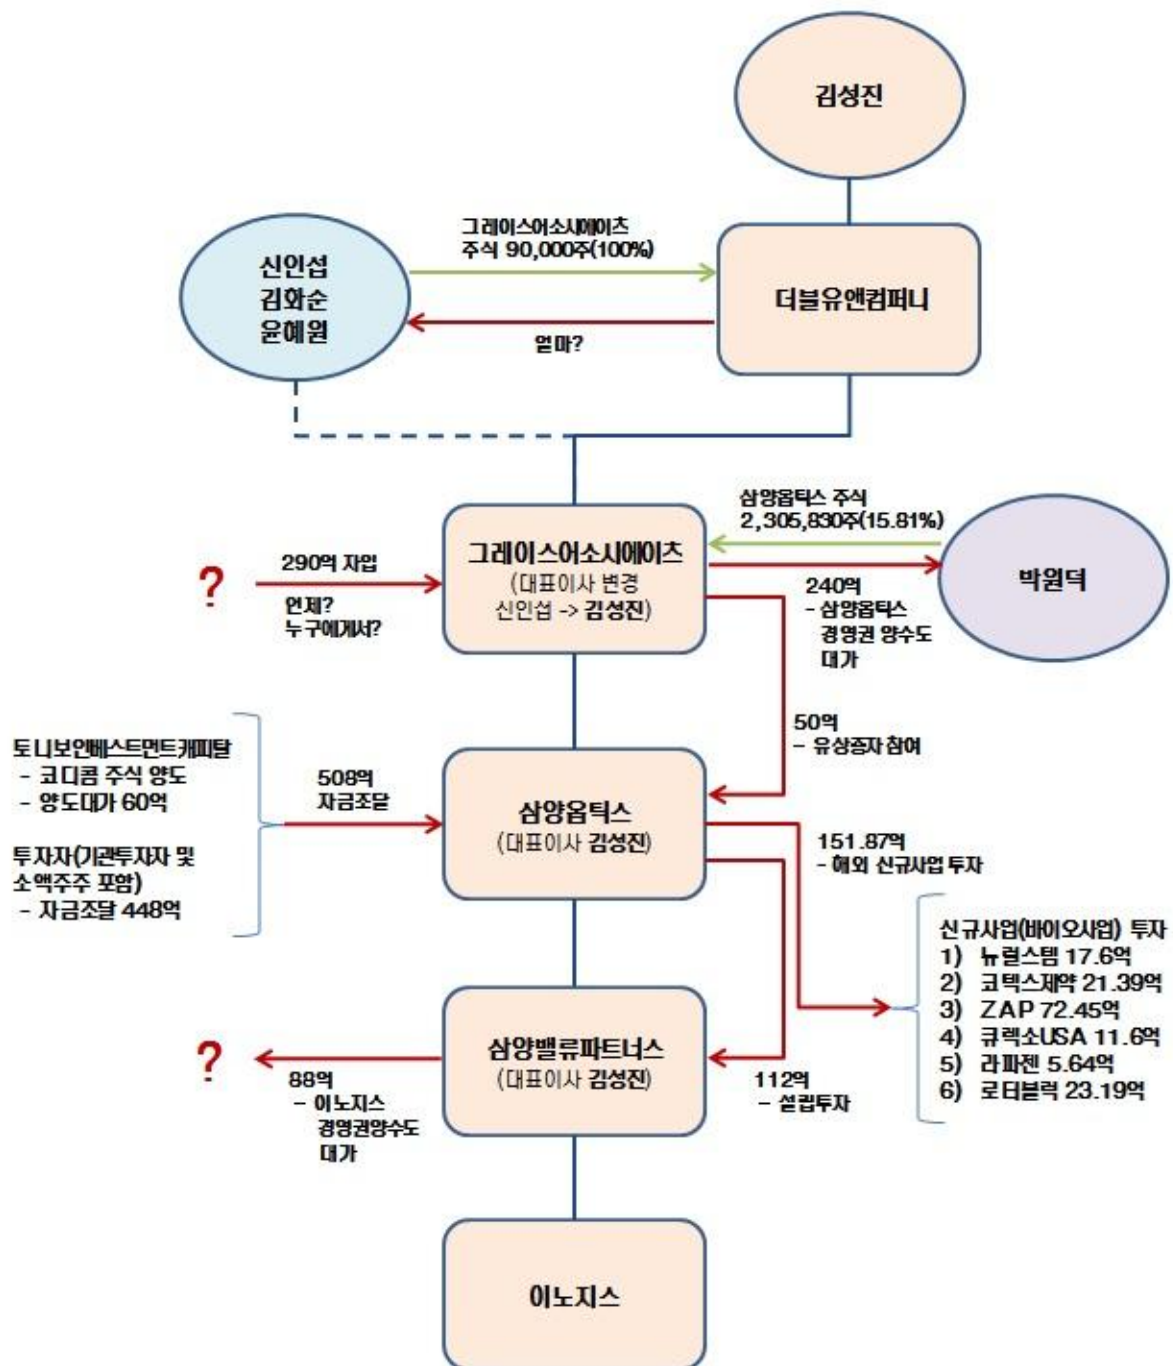 김성진
그레이스어소시에이츠
주식 90,000주(100%)
신인섭
김화순
윤혜원
더블유앤컴퍼니
얼마?
삼양옵틱스 주식
2,305,830주(15.81%)
그레이스어소시에이츠
(대표이사 변경
신인섭 -> 김성진)
?
290억 자입
언제?
누구에게서?
박원덕
240억
- 삼양옵틱스
경영권 양수도
대가
50억
- 유상증자 참여
토니보인베스트먼트캐피탈
- 코디콤 주식 양도
- 양도대가 60억
투자자(기관투자자 및
소액주주 포함)
- 자금조달 448억
508억
자금조달
삼양옵틱스
(대표이사 김성진)
151.87억
- 해외 신규사업 투자
신규사업(바이오사업) 투자
1) 뉴럴스템 17.6억
2) 코텍스제약 21.39억
3) ZAP 72.45억
4) 큐렉소USA 11.6억
5) 라파젠 5.64억
6) 로터블럭 23.19억
?
88억
- 이노지스
경영권양수도
대가
삼양밸류파트너스
(대표이사 김성진)
112억
- 설립투자
이노지스